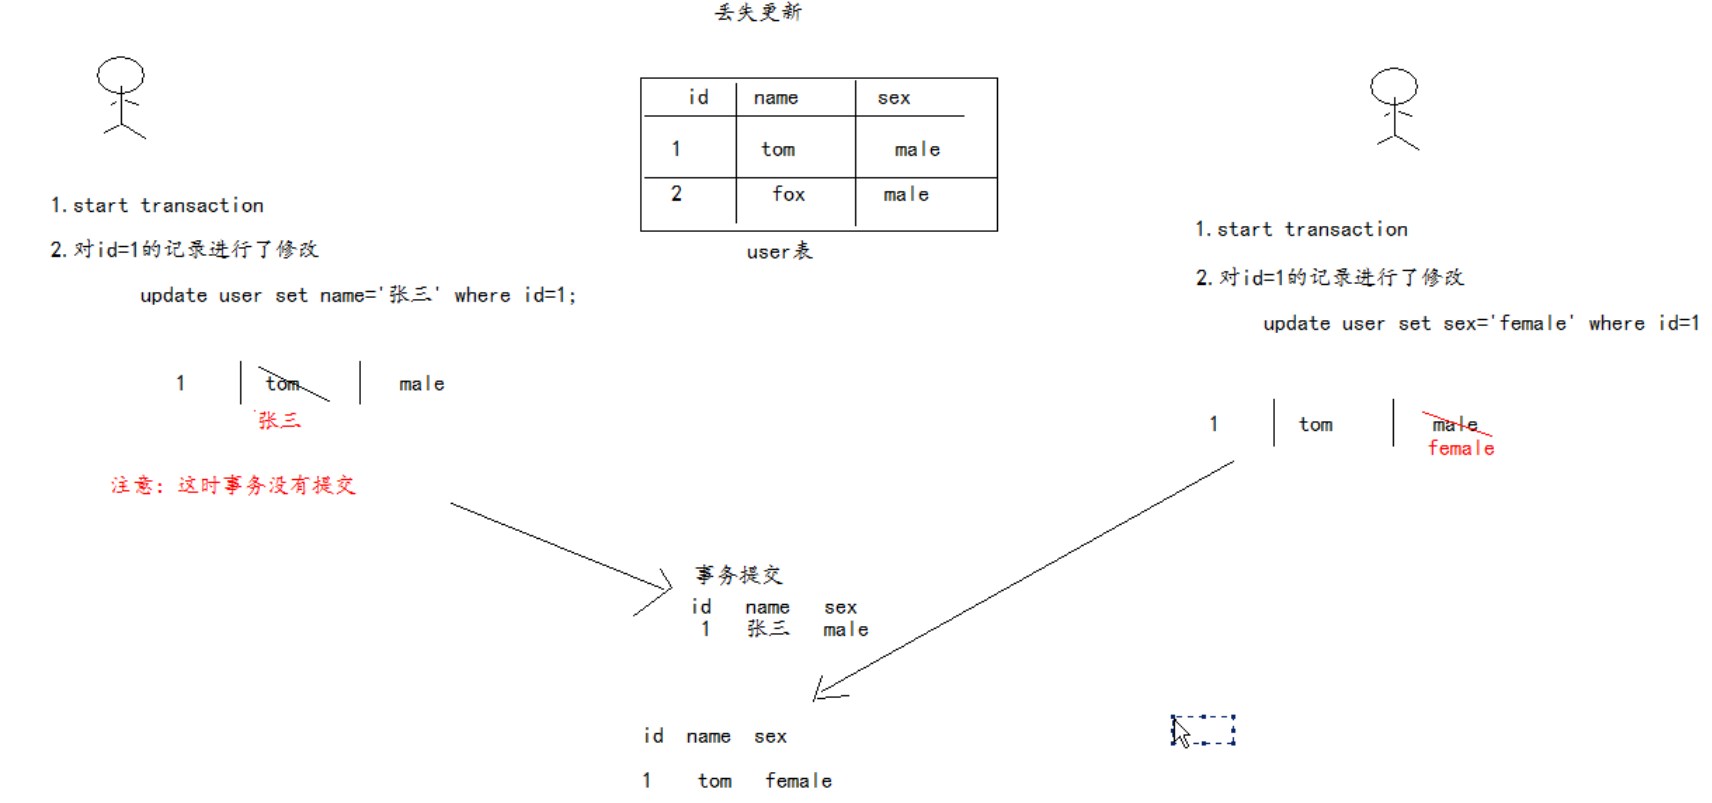 丢失更新
id name sex
1 tom male
2 fox male
user表
1.start transaction
2.对id=1的记录进行了修改
update user set name='张三' where id=1;
1 tom male
张三
注意：这时事务没有提交
1.start transaction
2.对id=1的记录进行了修改
update user set sex='female' where id=1
1 tom male
female
事务提交
id name sex
1 张三 male
id name sex
1 tom female